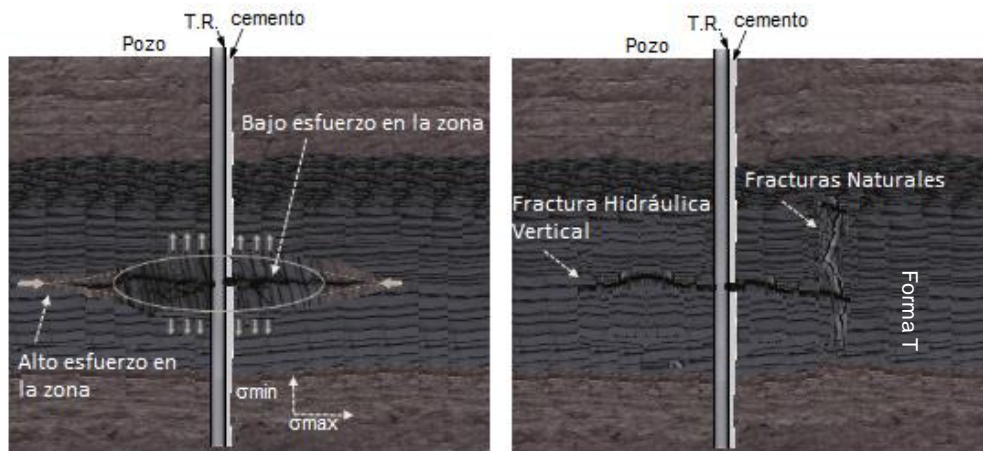 T.R. cemento
Pozo
Bajo esfuerzo en la zona
Alto esfuerzo en
la zona
σmin
σmax
T.R. cemento
Pozo
Fracturas Naturales
Fractura Hidráulica
Vertical
Forma T